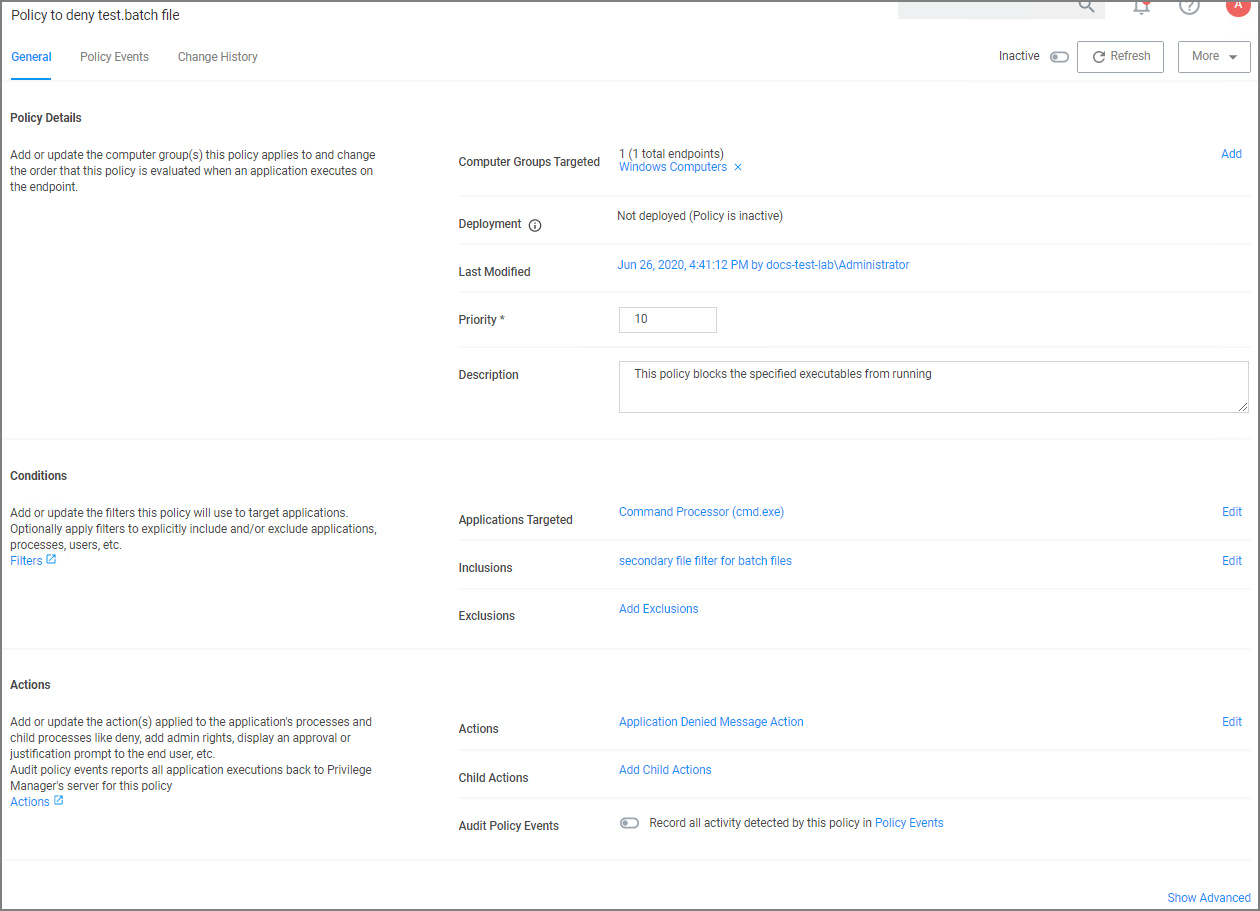 Policy to deny test.batch file
A
General
Policy Events
Change History
Inactive
Refresh
More
Policy Details
Add or update the computer group(s) this policy applies to and change
the order that this policy is evaluated when an application executes on
the endpoint.
Computer Groups Targeted
1 (1 total endpoints)
Windows Computers
Add
Deployment
Not deployed (Policy is inactive)
Last Modified
Jun 26, 2020, 4:41:12 PM by docs-test-lab\Administrator
Priority *
10
Description
This policy blocks the specified executables from running
Conditions
Add or update the filters this policy will use to target applications.
Optionally apply filters to explicitly include and/or exclude applications,
processes, users, etc.
Filters
Applications Targeted
Command Processor (cmd.exe)
Edit
Inclusions
secondary file filter for batch files
Edit
Exclusions
Add Exclusions
Actions
Add or update the action(s) applied to the application's processes and
child processes like deny, add admin rights, display an approval or
justification prompt to the end user, etc.
Audit policy events reports all application executions back to Privilege
Manager's server for this policy
Actions
Actions
Application Denied Message Action
Edit
Child Actions
Add Child Actions
Audit Policy Events
Record all activity detected by this policy in Policy Events
Show Advanced